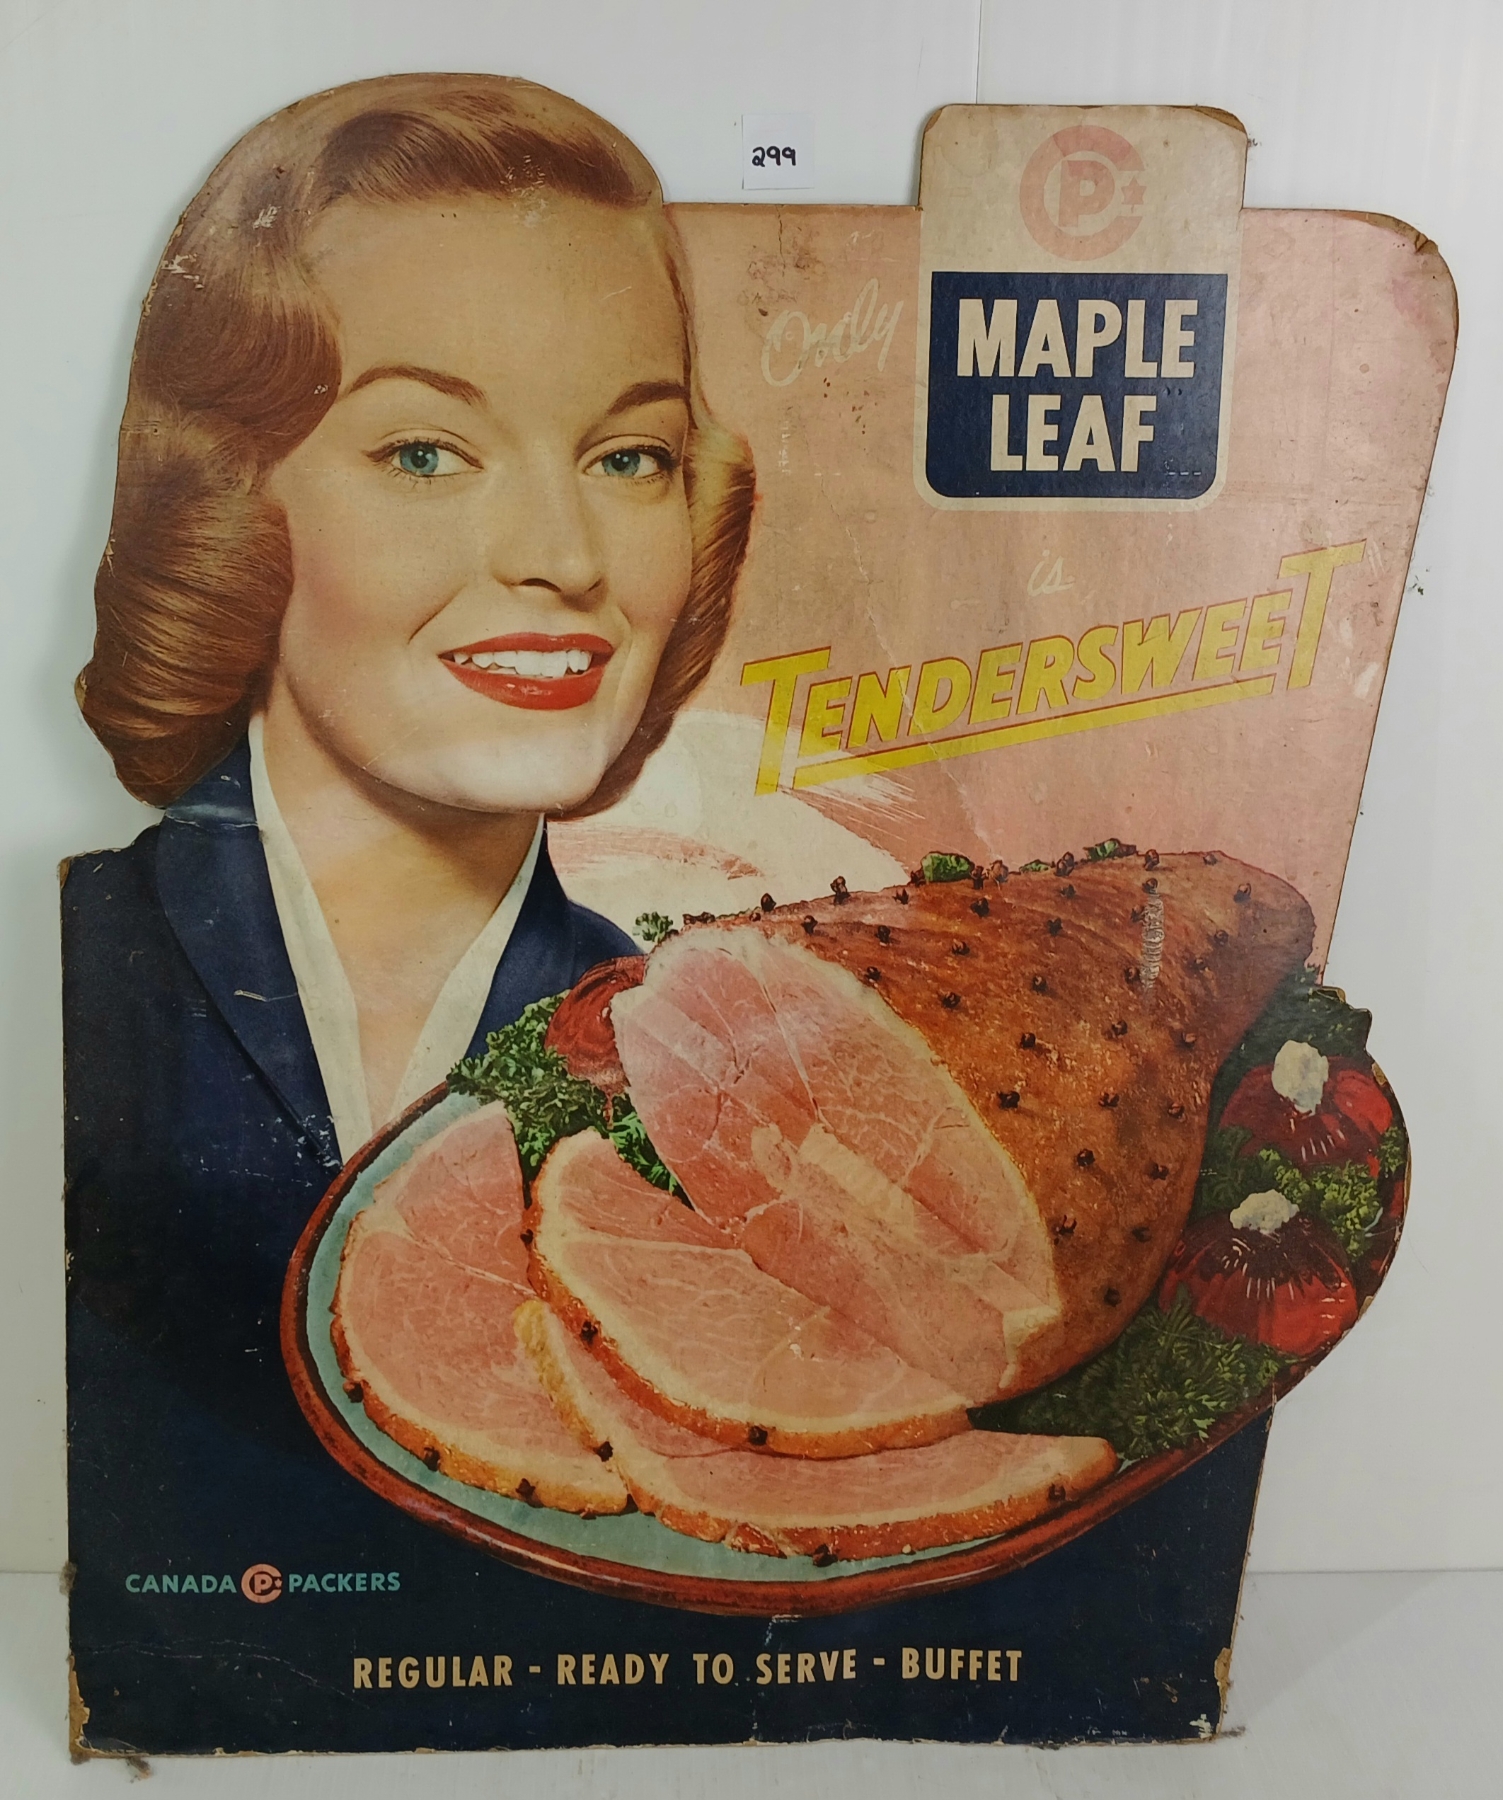 299
CP
Only
MAPLE
LEAF
is
TENDERSWEET
CANADA CP PACKERS
REGULAR - READY TO SERVE - BUFFET